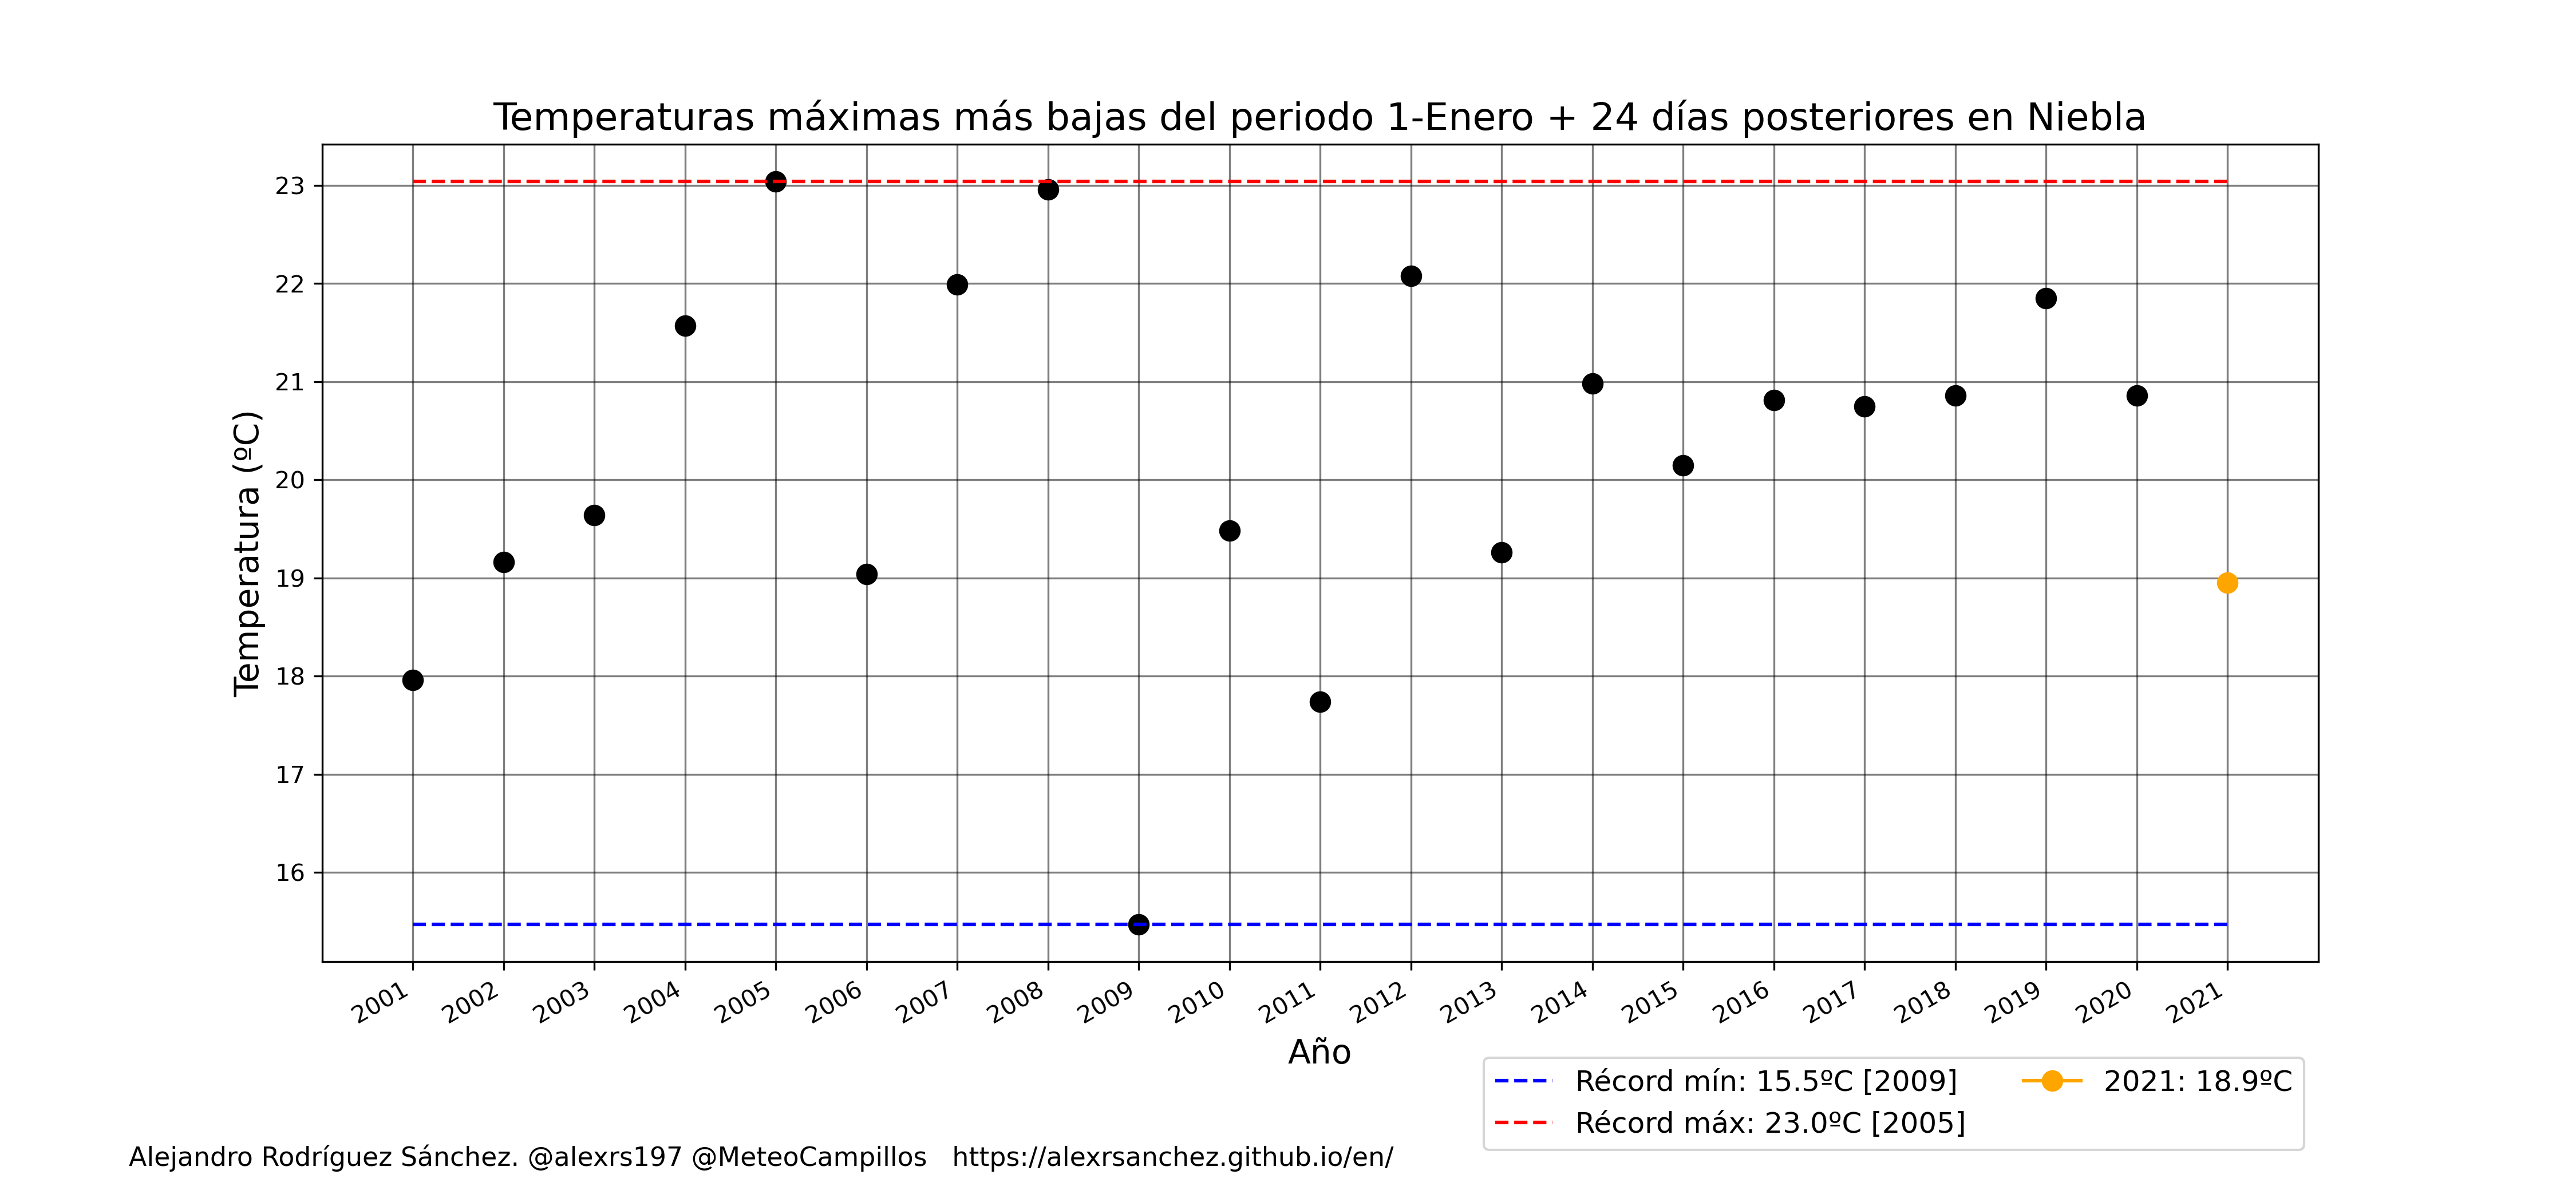 Temperaturas máximas más bajas del periodo 1-Enero + 24 días posteriores en Niebla
Temperatura (ºC)
23
22
21
20
19
18
17
16
2001 2002 2003 2004 2005 2006 2007 2008 2009 2010 2011 2012 2013 2014 2015 2016 2017 2018 2019 2020 2021
Año
Récord mín: 15.5ºC [2009] 2021: 18.9ºC
Récord máx: 23.0ºC [2005]
Alejandro Rodríguez Sánchez. @alexrs197 @MeteoCampillos https://alexrsanchez.github.io/en/